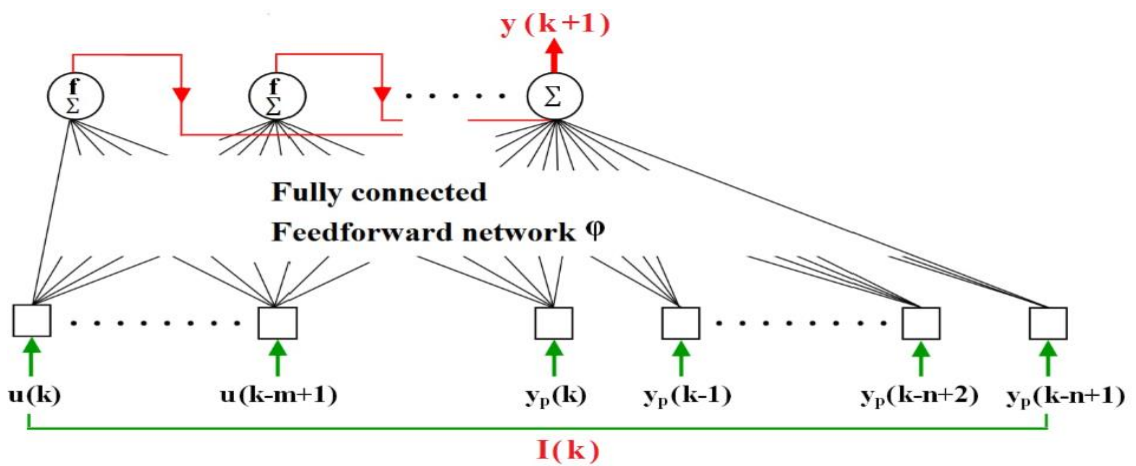 y (k+1)
f
Σ
f
Σ
Σ
Fully connected
Feedforward network φ
u(k)
u(k-m+1)
yₚ(k)
yₚ(k-1)
yₚ(k-n+2)
yₚ(k-n+1)
I(k)